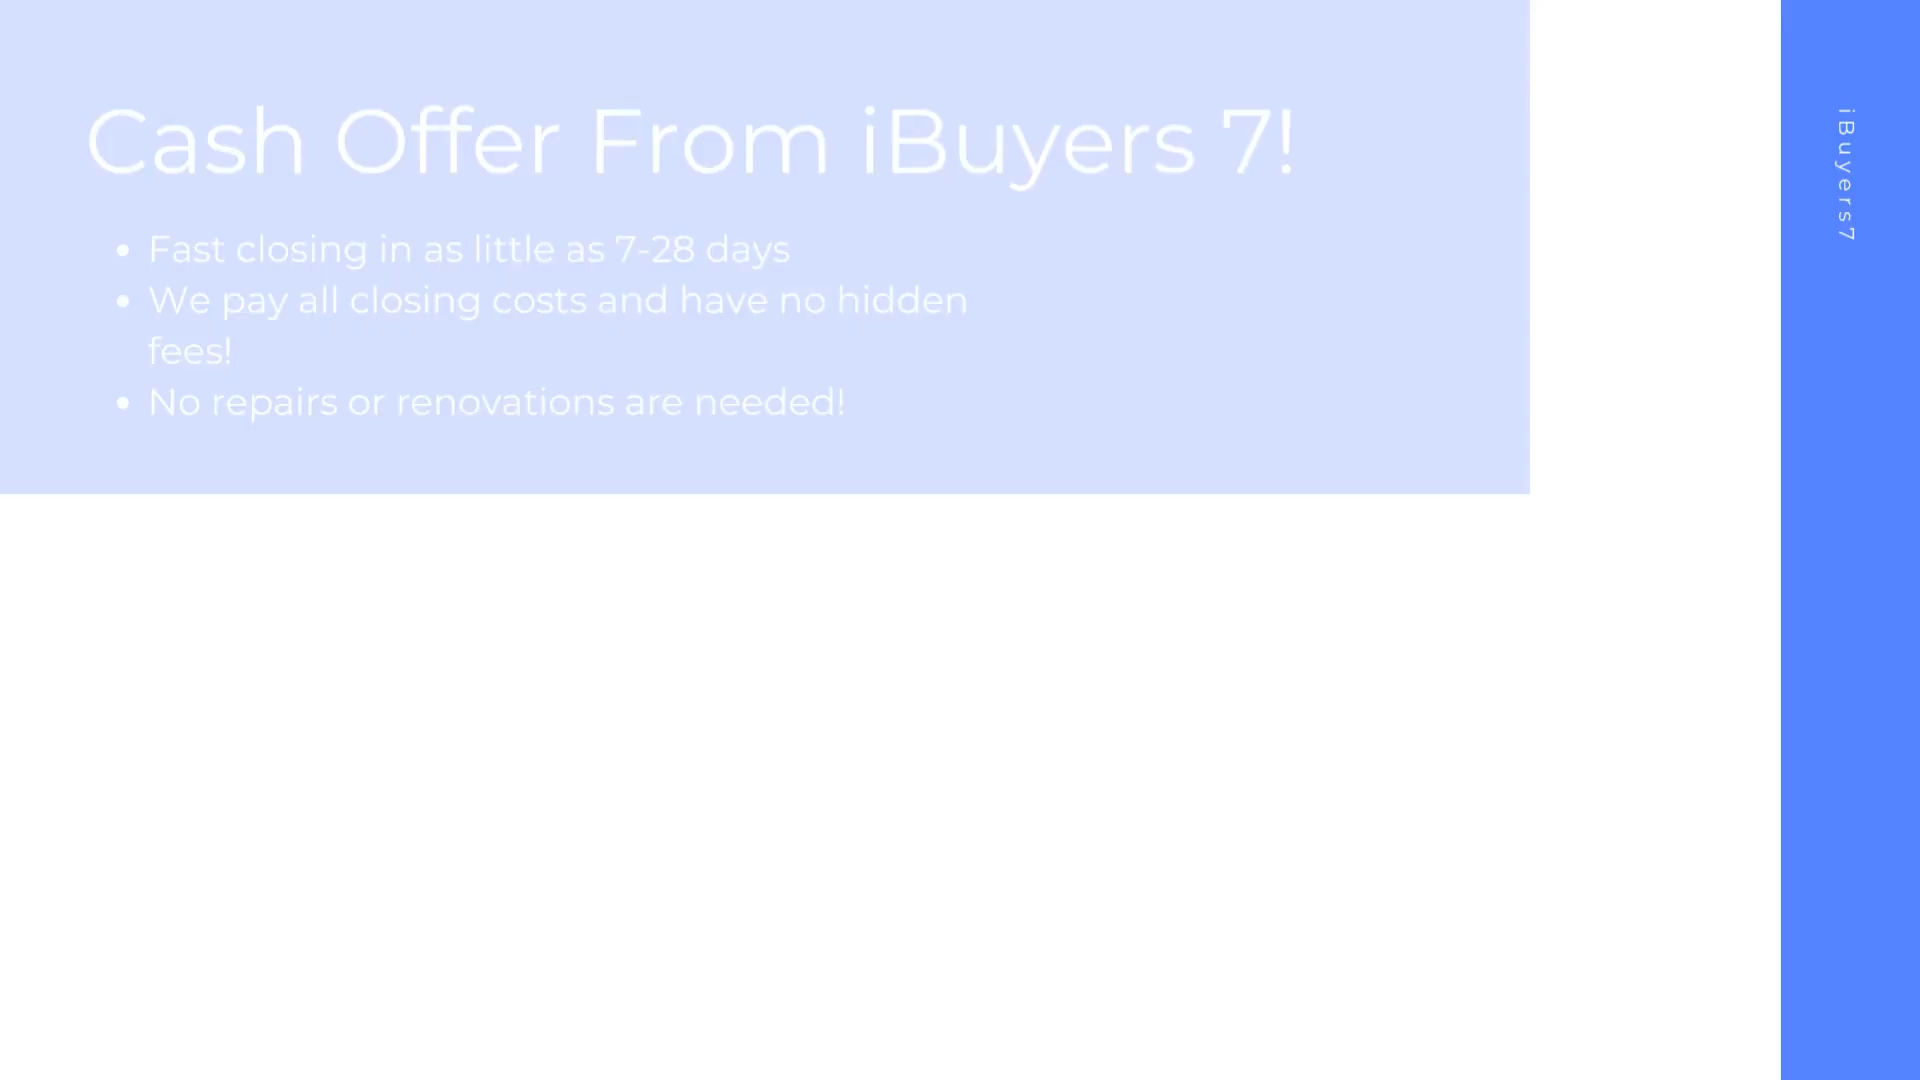 Cash Offer From iBuyers 7!
• Fast closing in as little as 7-28 days
• We pay all closing costs and have no hidden
fees!
• No repairs or renovations are needed!
iBuyers7